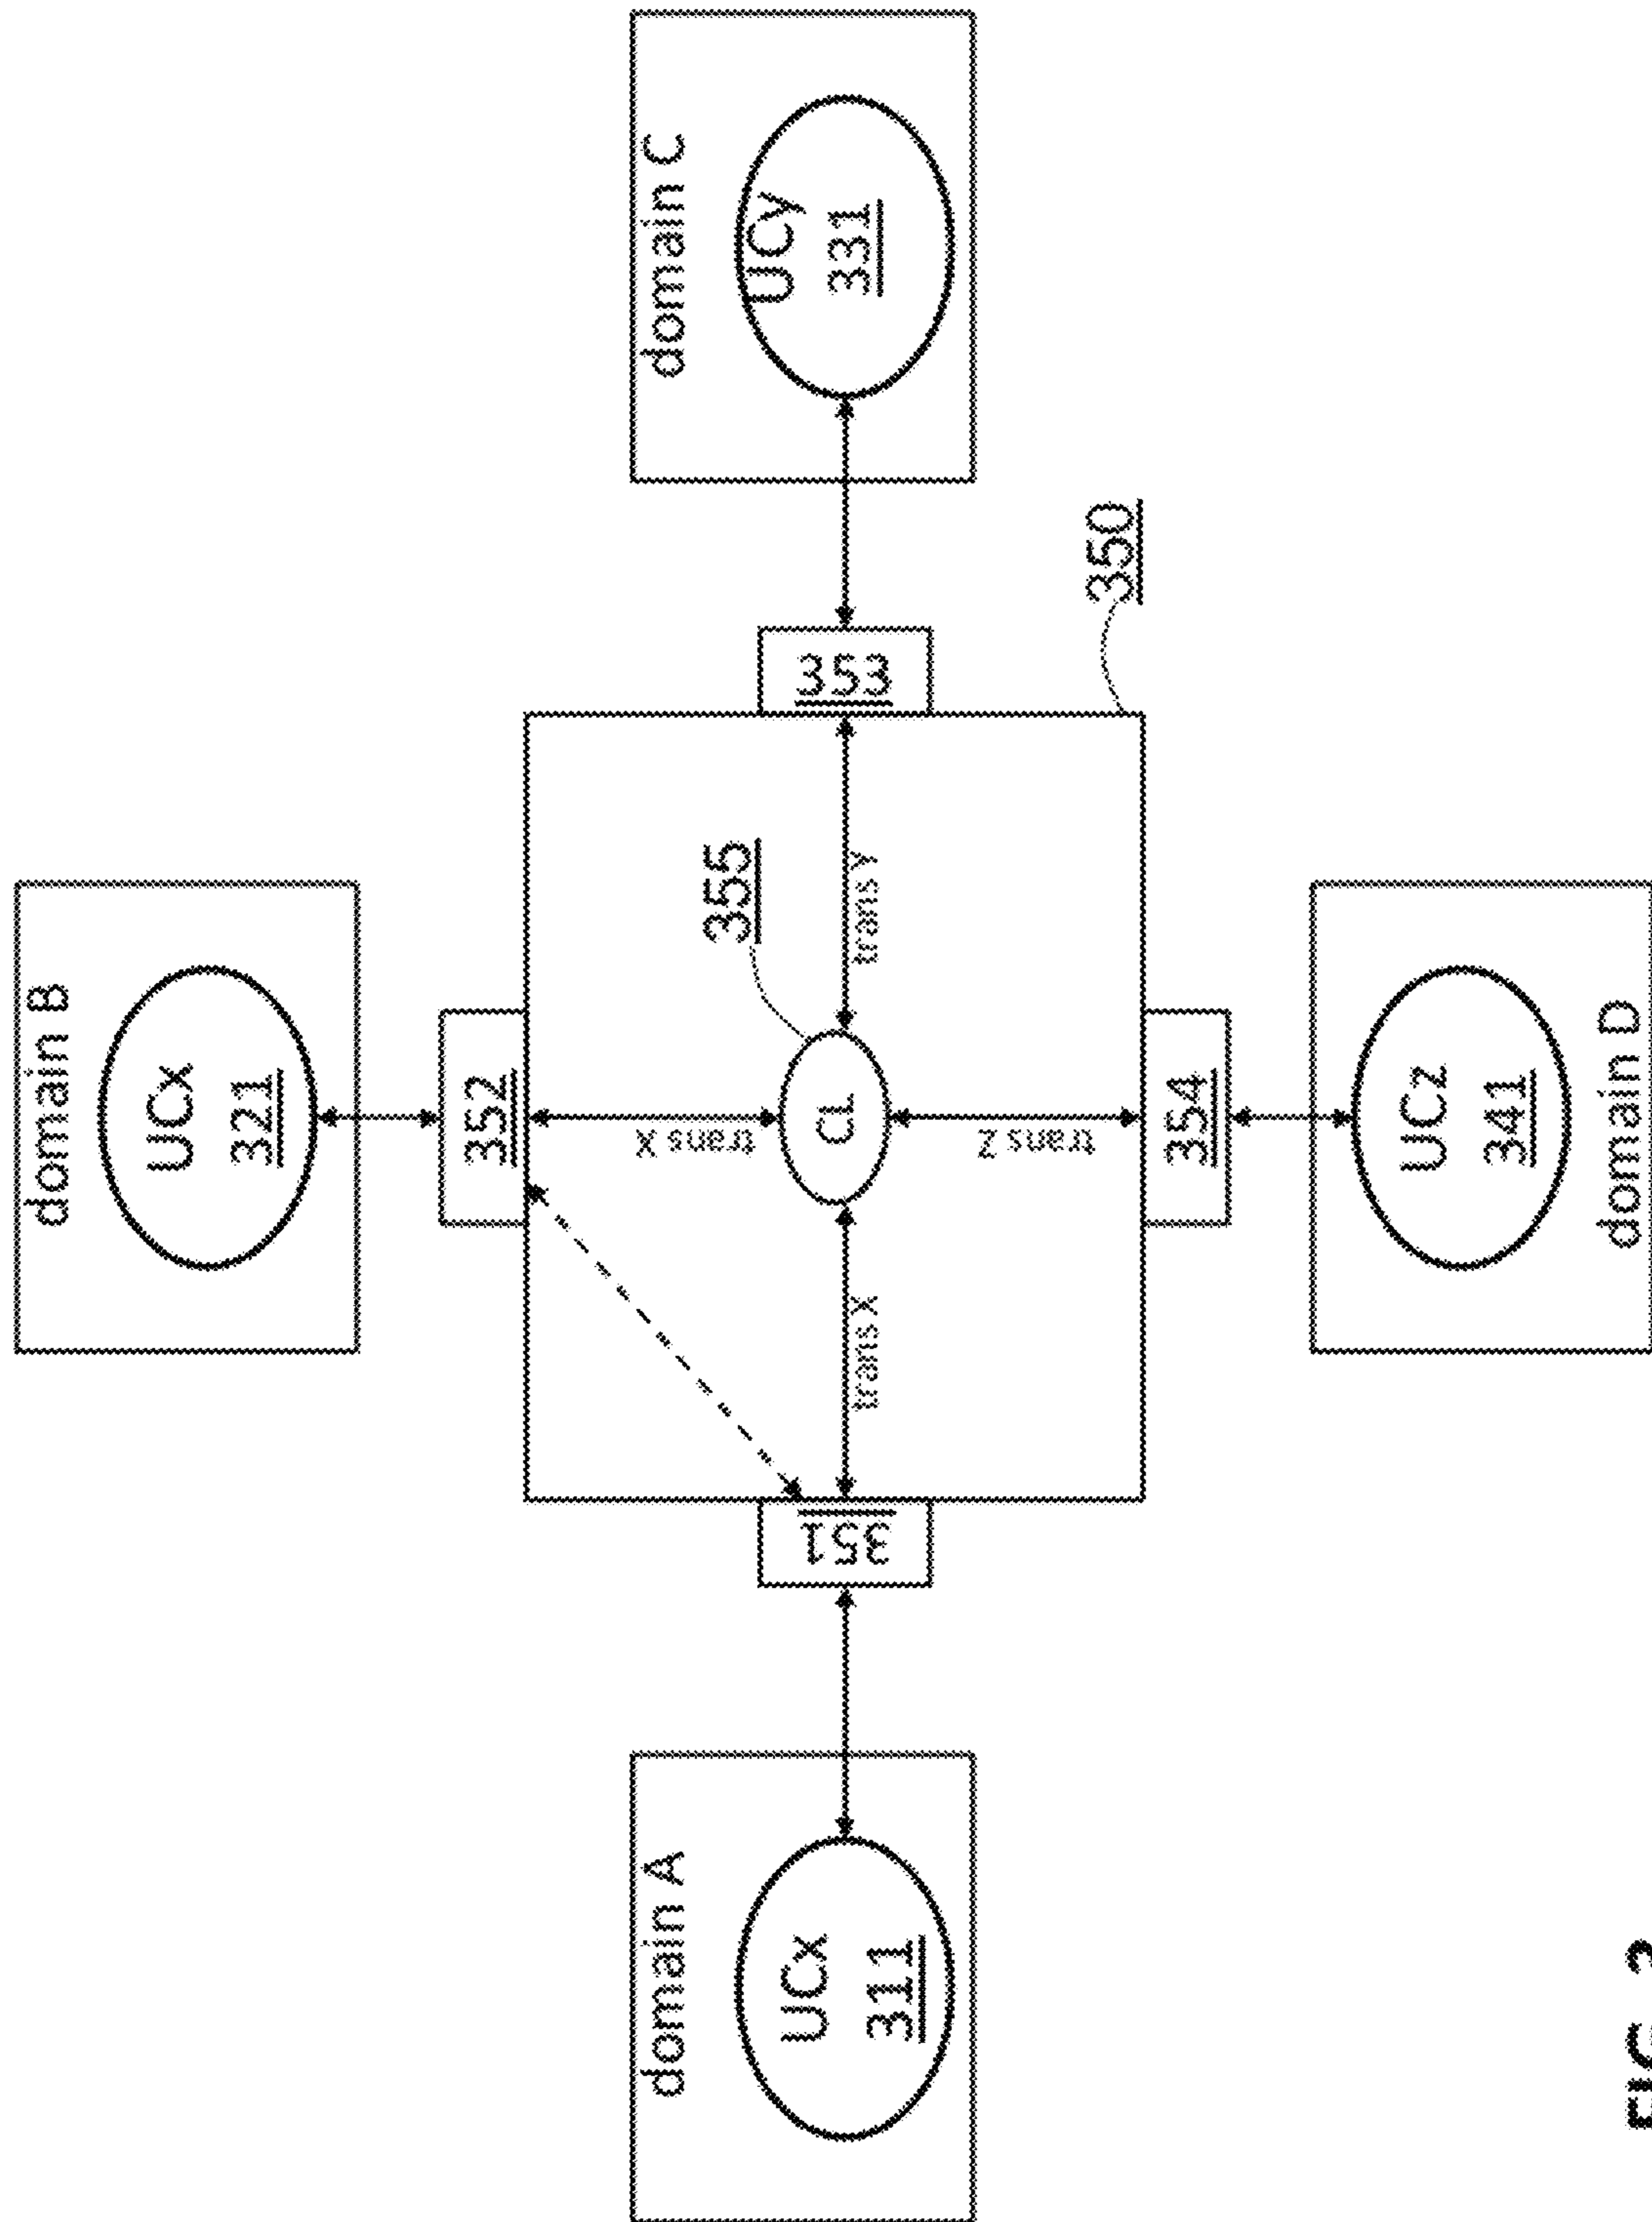 domain B
UCx
321
352
domain A
UCx
311
351
trans X
trans X
355
CL
trans Y
trans Z
353
domain C
UCy
331
350
354
UCz
341
domain D
FIG.